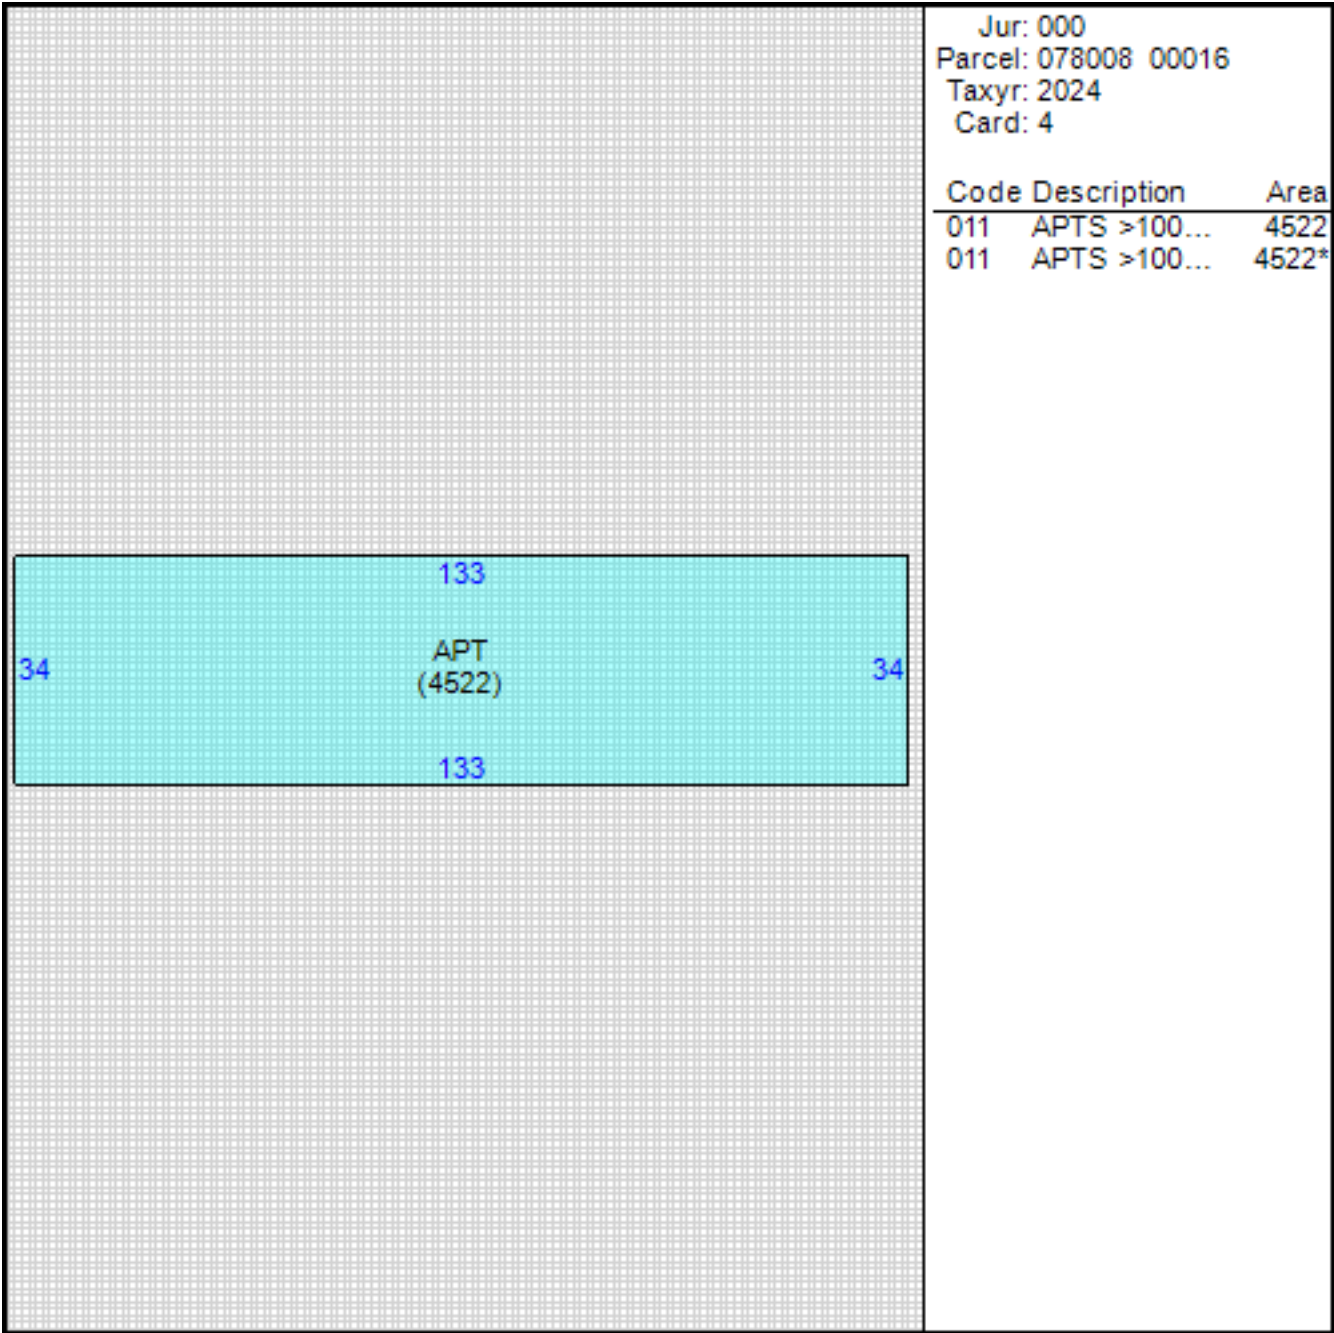 Jur: 000
Parcel: 078008 00016
Taxyr: 2024
Card: 4
Code Description Area
011 APTS >100... 4522
011 APTS >100... 4522*
133
APT
34 34
(4522)
133